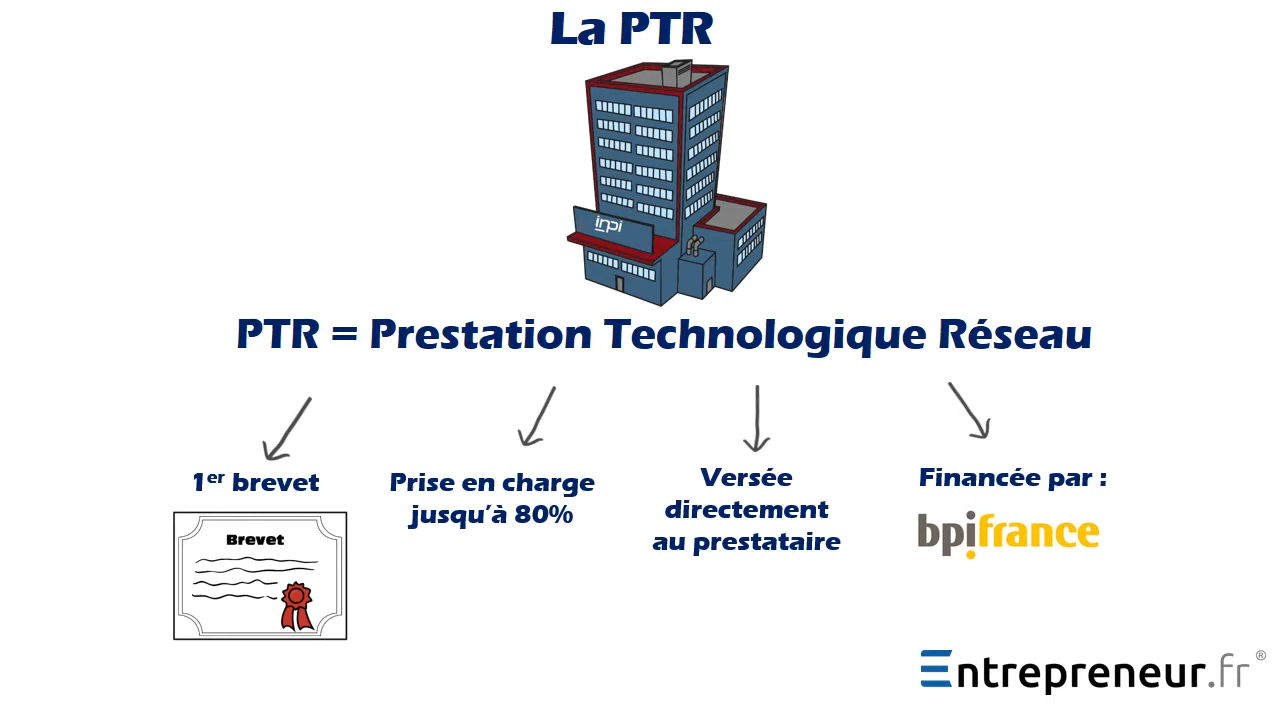 La PTR
inpi
PTR = Prestation Technologique Réseau
1er brevet
Brevet
Prise en charge
jusqu'à 80%
Versée
directement
au prestataire
Financée par :
bpifrance
Entrepreneur.fr®